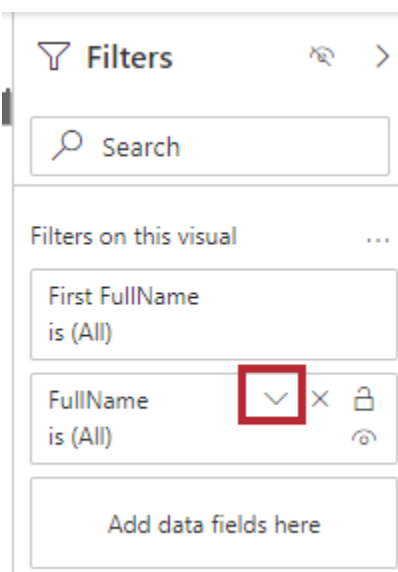 Filters
Search
Filters on this visual
First FullName
is (All)
FullName
is (All)
Add data fields here